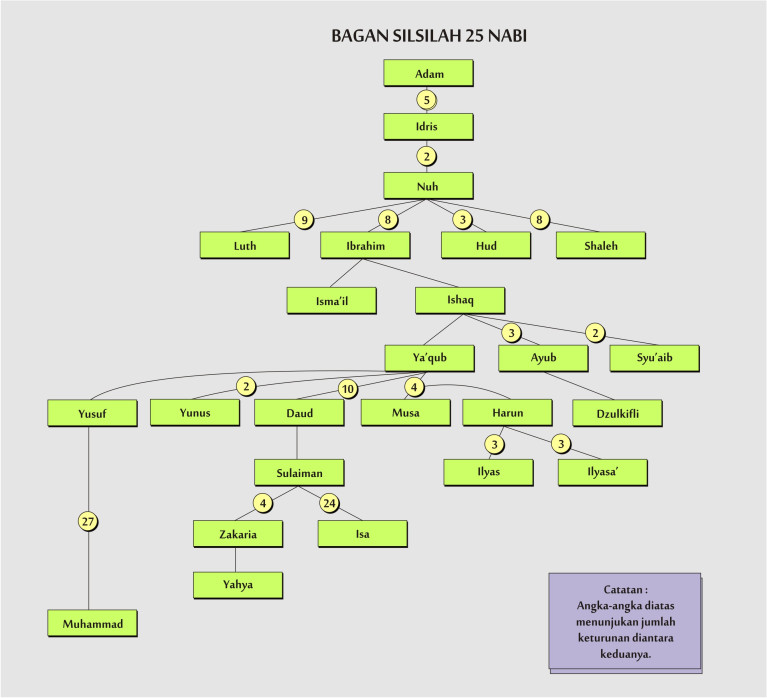 BAGAN SILSILAH 25 NABI
Adam
5
Idris
2
Nuh
9
8
3
8
Luth
Ibrahim
Hud
Shaleh
Isma'il
Ishaq
3
2
Ya'qub
Ayub
Syu'aib
2
10
4
Yusuf
Yunus
Daud
Musa
Harun
Dzulkifli
3
3
Sulaiman
Ilyas
Ilyasa'
4
24
27
Zakaria
Isa
Yahya
Muhammad
Catatan :
Angka-angka diatas
menunjukan jumlah
keturunan diantara
keduanya.